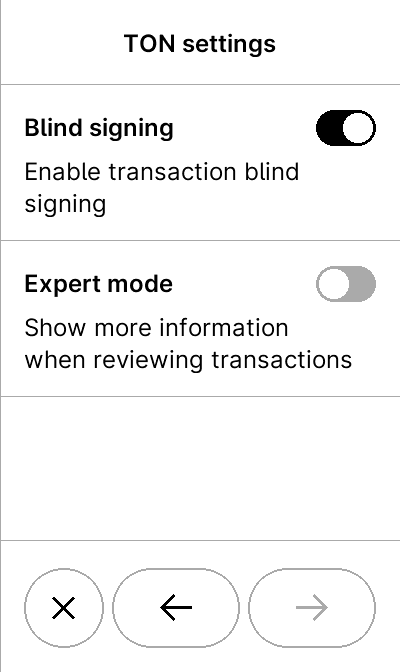 TON settings
Blind signing
Enable transaction blind
signing
Expert mode
Show more information
when reviewing transactions